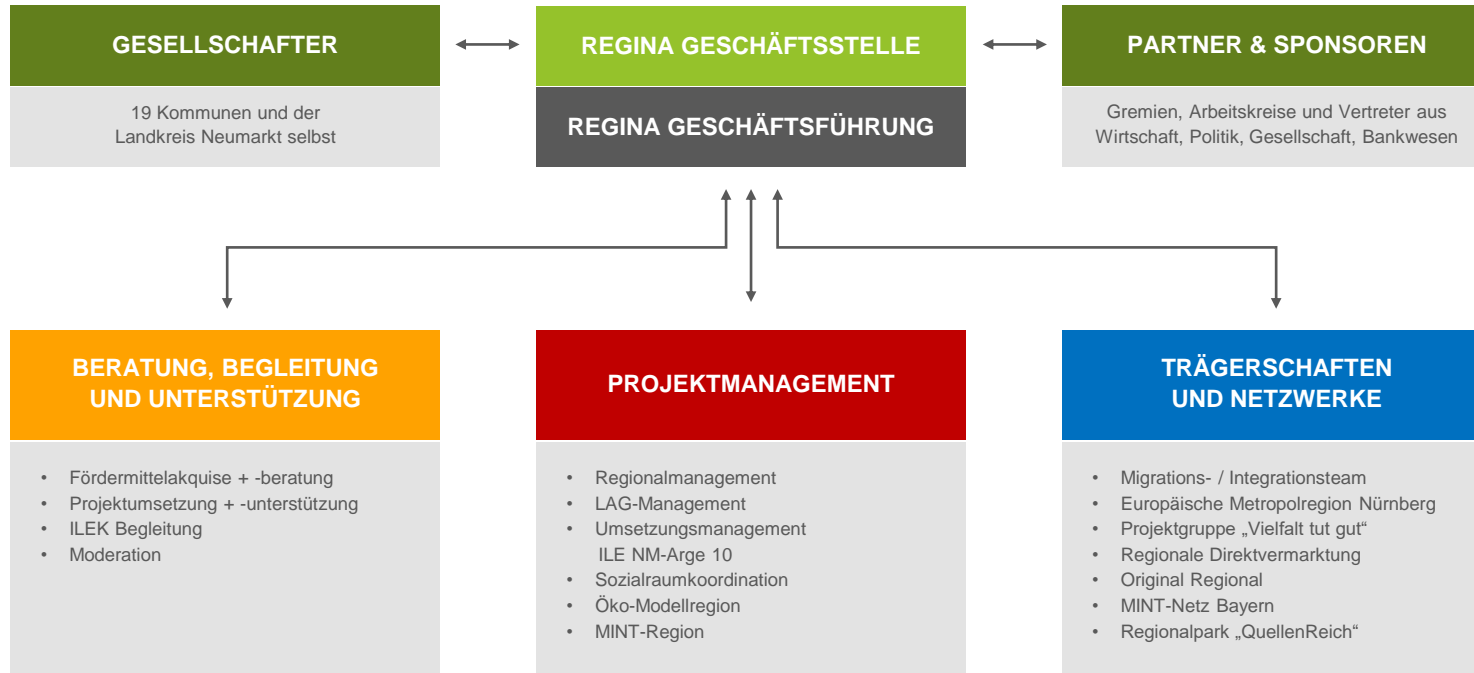 GESELLSCHAFTER
19 Kommunen und der
Landkreis Neumarkt selbst
REGINA GESCHÄFTSSTELLE
REGINA GESCHÄFTSFÜHRUNG
PARTNER & SPONSOREN
Gremien, Arbeitskreise und Vertreter aus
Wirtschaft, Politik, Gesellschaft, Bankwesen
BERATUNG, BEGLEITUNG
UND UNTERSTÜTZUNG
• Fördermittelakquise + -beratung
• Projektumsetzung + -unterstützung
• ILEK Begleitung
• Moderation
PROJEKTMANAGEMENT
• Regionalmanagement
• LAG-Management
• Umsetzungsmanagement
ILE NM-Arge 10
• Sozialraumkoordination
• Öko-Modellregion
• MINT-Region
TRÄGERSCHAFTEN
UND NETZWERKE
• Migrations- / Integrationsteam
• Europäische Metropolregion Nürnberg
• Projektgruppe „Vielfalt tut gut“
• Regionale Direktvermarktung
• Original Regional
• MINT-Netz Bayern
• Regionalpark „QuellenReich“